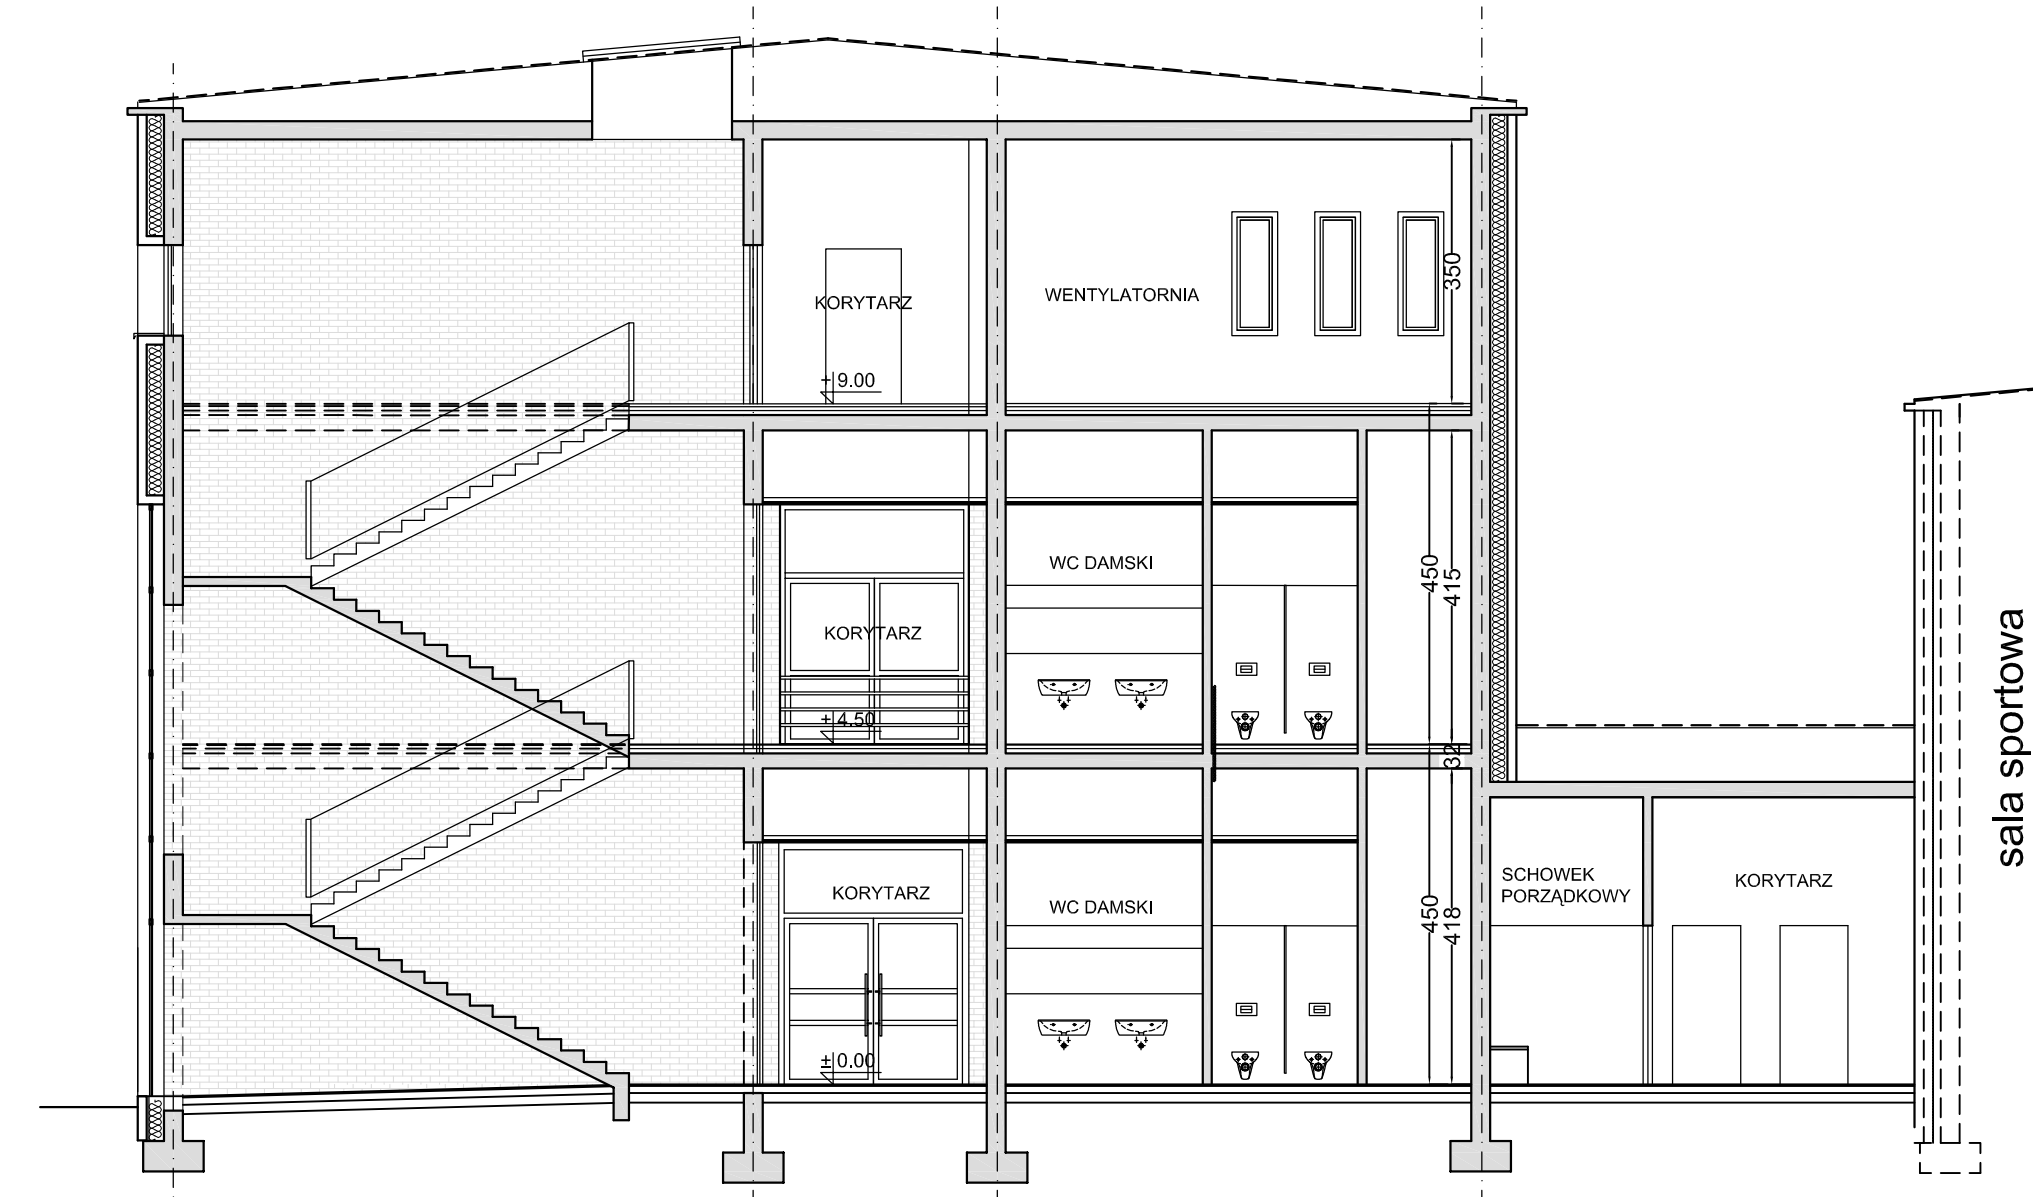 KORYTARZ
WENTYLATORNIA
350
± 9.00
WC DAMSKI
450
415
KORYTARZ
+ 4.50
32
sala sportowa
SCHOWEK
PORZĄDKOWY
KORYTARZ
KORYTARZ
WC DAMSKI
450
418
± 0.00